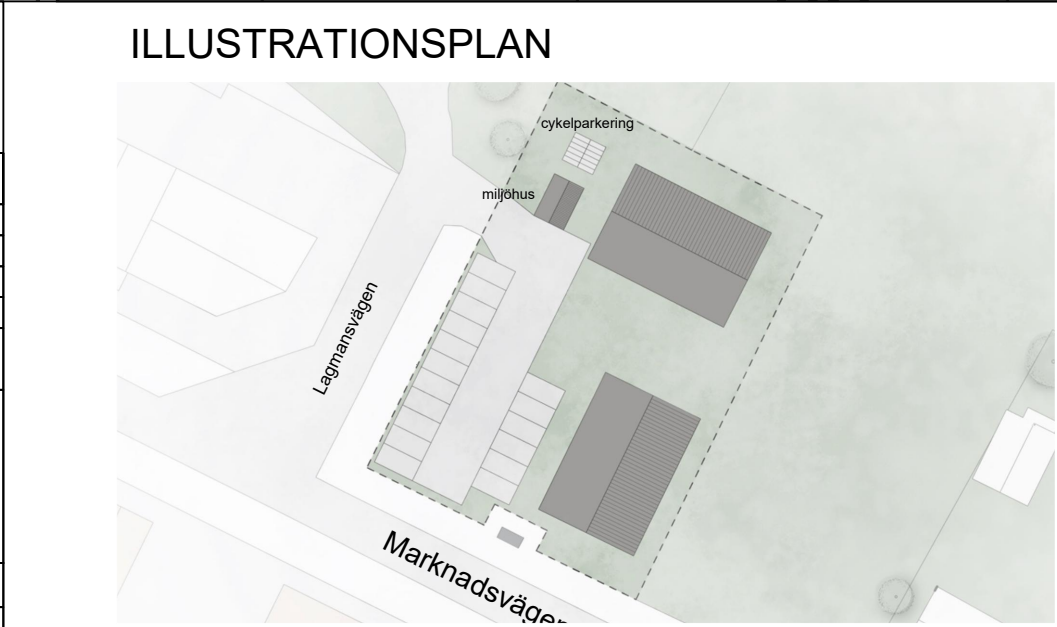 ILLUSTRATIONSPLAN
cykelparkering
miljöhus
Lagmansvägen
Marknadsvägen